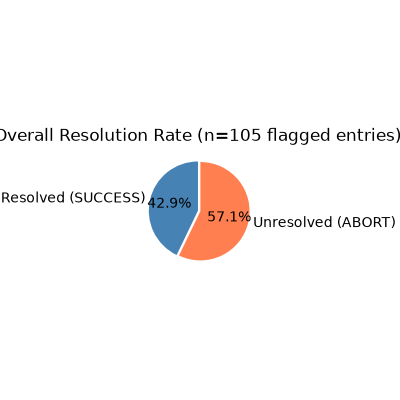 Overall Resolution Rate (n=105 flagged entries)
Resolved (SUCCESS)
42.9%
57.1%
Unresolved (ABORT)